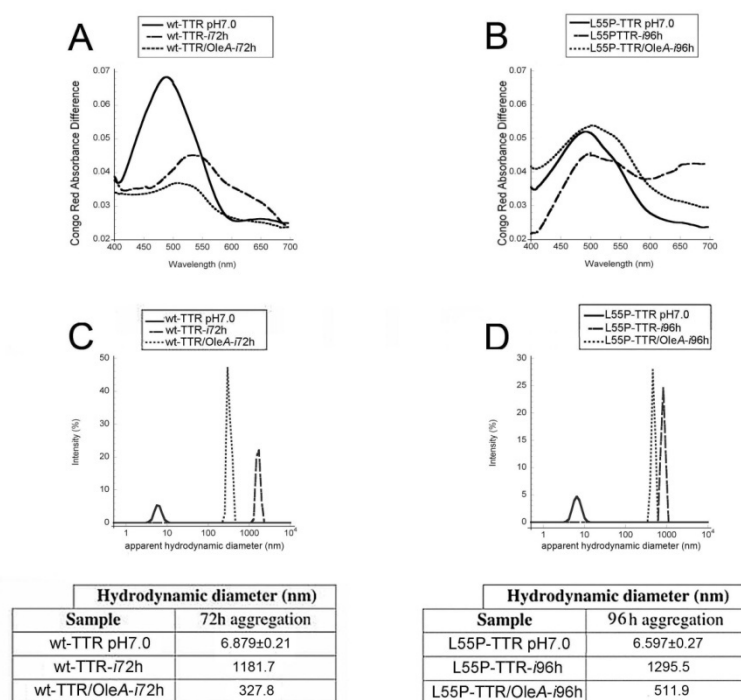 A
wt-TTR pH7.0
wt-TTR-i72h
wt-TTR/OleA-i72h
Congo Red Absorbance Difference
0.07
0.06
0.05
0.04
0.03
0.02
400 450 500 550 600 650 700
Wavelength (nm)
B
L55P-TTR pH7.0
L55PTTR-i96h
L55P-TTR/OleA-i96h
Congo Red Absorbance Difference
0.07
0.06
0.05
0.04
0.03
0.02
400 450 500 550 600 650 700
Wavelength (nm)
C
wt-TTR pH7.0
wt-TTR-i72h
wt-TTR/OleA-i72h
Intensity (%)
50
40
30
20
10
0
1 10 100 1000 10⁴
apparent hydrodynamic diameter (nm)
D
L55P-TTR pH7.0
L55P-TTR-i96h
L55P-TTR/OleA-i96h
Intensity (%)
30
25
20
15
10
5
0
1 10 100 1000 10⁴
apparent hydrodynamic diameter (nm)
Hydrodynamic diameter (nm)
Sample 72h aggregation
wt-TTR pH7.0 6.879±0.21
wt-TTR-i72h 1181.7
wt-TTR/OleA-i72h 327.8
Hydrodynamic diameter (nm)
Sample 96h aggregation
L55P-TTR pH7.0 6.597±0.27
L55P-TTR-i96h 1295.5
L55P-TTR/OleA-i96h 511.9